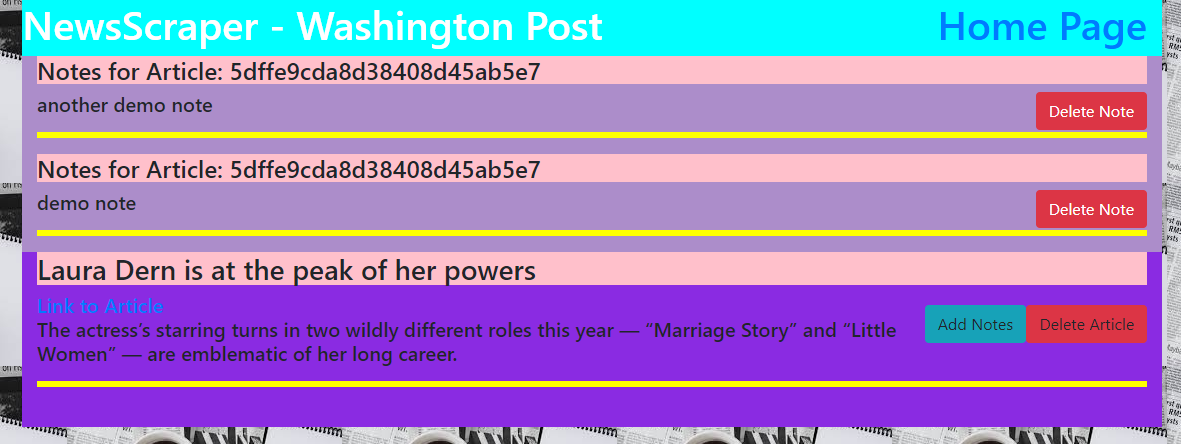 NewsScraper - Washington Post
Home Page
Notes for Article: 5dffe9cda8d38408d45ab5e7
another demo note
Delete Note
Notes for Article: 5dffe9cda8d38408d45ab5e7
demo note
Delete Note
Laura Dern is at the peak of her powers
Link to Article
The actress’s starring turns in two wildly different roles this year — “Marriage Story” and “Little
Women” — are emblematic of her long career.
Add Notes
Delete Article